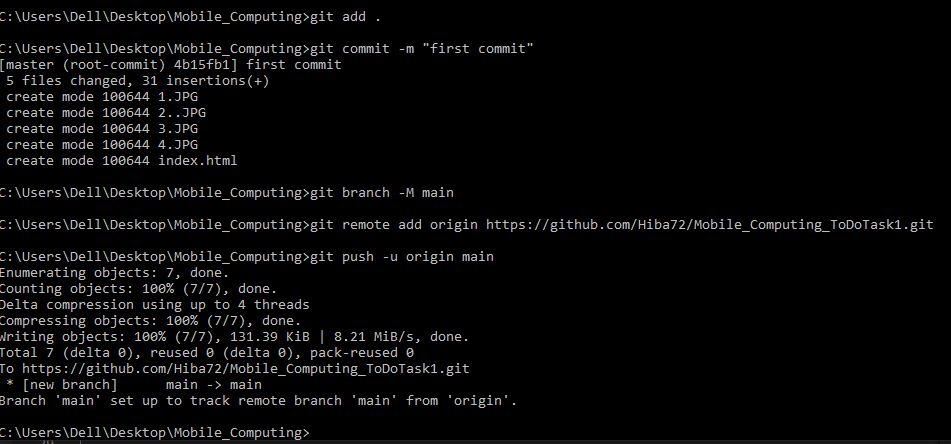 C:\Users\Dell\Desktop\Mobile_Computing>git add .
C:\Users\Dell\Desktop\Mobile_Computing>git commit -m "first commit"
[master (root-commit) 4b15fb1] first commit
 5 files changed, 31 insertions(+)
 create mode 100644 1.JPG
 create mode 100644 2..JPG
 create mode 100644 3.JPG
 create mode 100644 4.JPG
 create mode 100644 index.html
C:\Users\Dell\Desktop\Mobile_Computing>git branch -M main
C:\Users\Dell\Desktop\Mobile_Computing>git remote add origin https://github.com/Hiba72/Mobile_Computing_ToDoTask1.git
C:\Users\Dell\Desktop\Mobile_Computing>git push -u origin main
Enumerating objects: 7, done.
Counting objects: 100% (7/7), done.
Delta compression using up to 4 threads
Compressing objects: 100% (7/7), done.
Writing objects: 100% (7/7), 131.39 KiB | 8.21 MiB/s, done.
Total 7 (delta 0), reused 0 (delta 0), pack-reused 0
To https://github.com/Hiba72/Mobile_Computing_ToDoTask1.git
 * [new branch]      main -> main
Branch 'main' set up to track remote branch 'main' from 'origin'.
C:\Users\Dell\Desktop\Mobile_Computing>